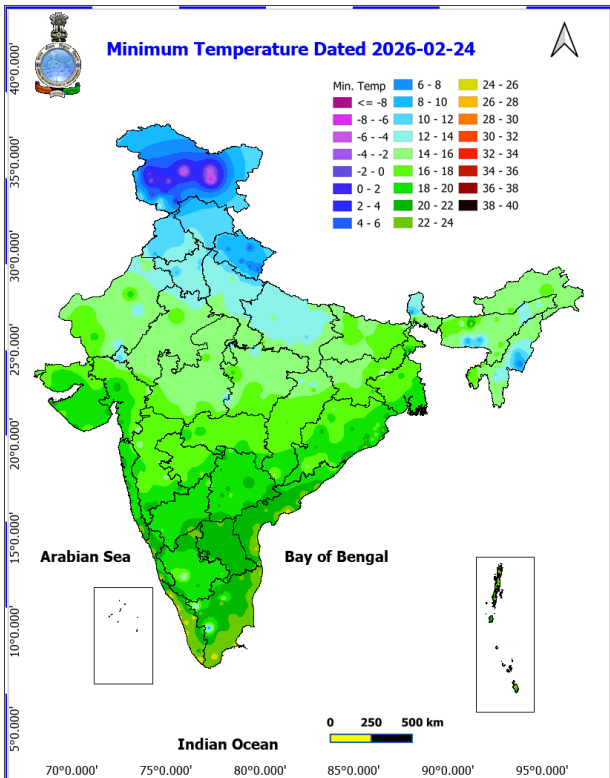 Minimum Temperature Dated 2026-02-24
Min. Temp
<= -8
-8 - -6
-6 - -4
-4 - -2
-2 - 0
0 - 2
2 - 4
4 - 6
6 - 8
8 - 10
10 - 12
12 - 14
14 - 16
16 - 18
18 - 20
20 - 22
22 - 24
24 - 26
26 - 28
28 - 30
30 - 32
32 - 34
34 - 36
36 - 38
38 - 40
40°0.000'
35°0.000'
30°0.000'
25°0.000'
20°0.000'
15°0.000'
10°0.000'
5°0.000'
Arabian Sea
Bay of Bengal
Indian Ocean
0 250 500 km
70°0.000' 75°0.000' 80°0.000' 85°0.000' 90°0.000' 95°0.000'